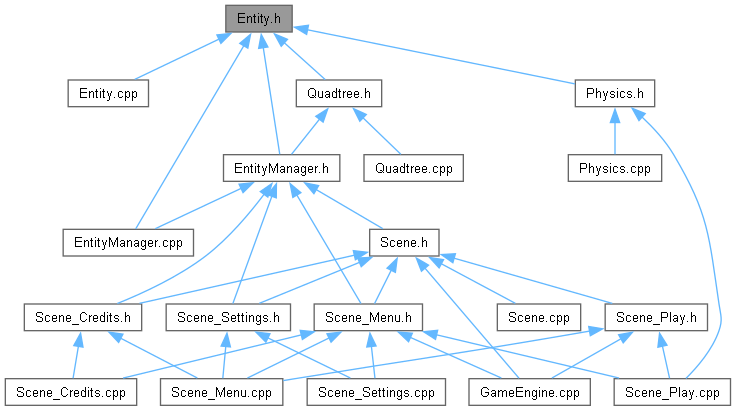 Entity.h
Entity.cpp
Quadtree.h
Physics.h
EntityManager.h
Quadtree.cpp
Physics.cpp
EntityManager.cpp
Scene.h
Scene_Credits.h
Scene_Settings.h
Scene_Menu.h
Scene.cpp
Scene_Play.h
Scene_Credits.cpp
Scene_Menu.cpp
Scene_Settings.cpp
GameEngine.cpp
Scene_Play.cpp